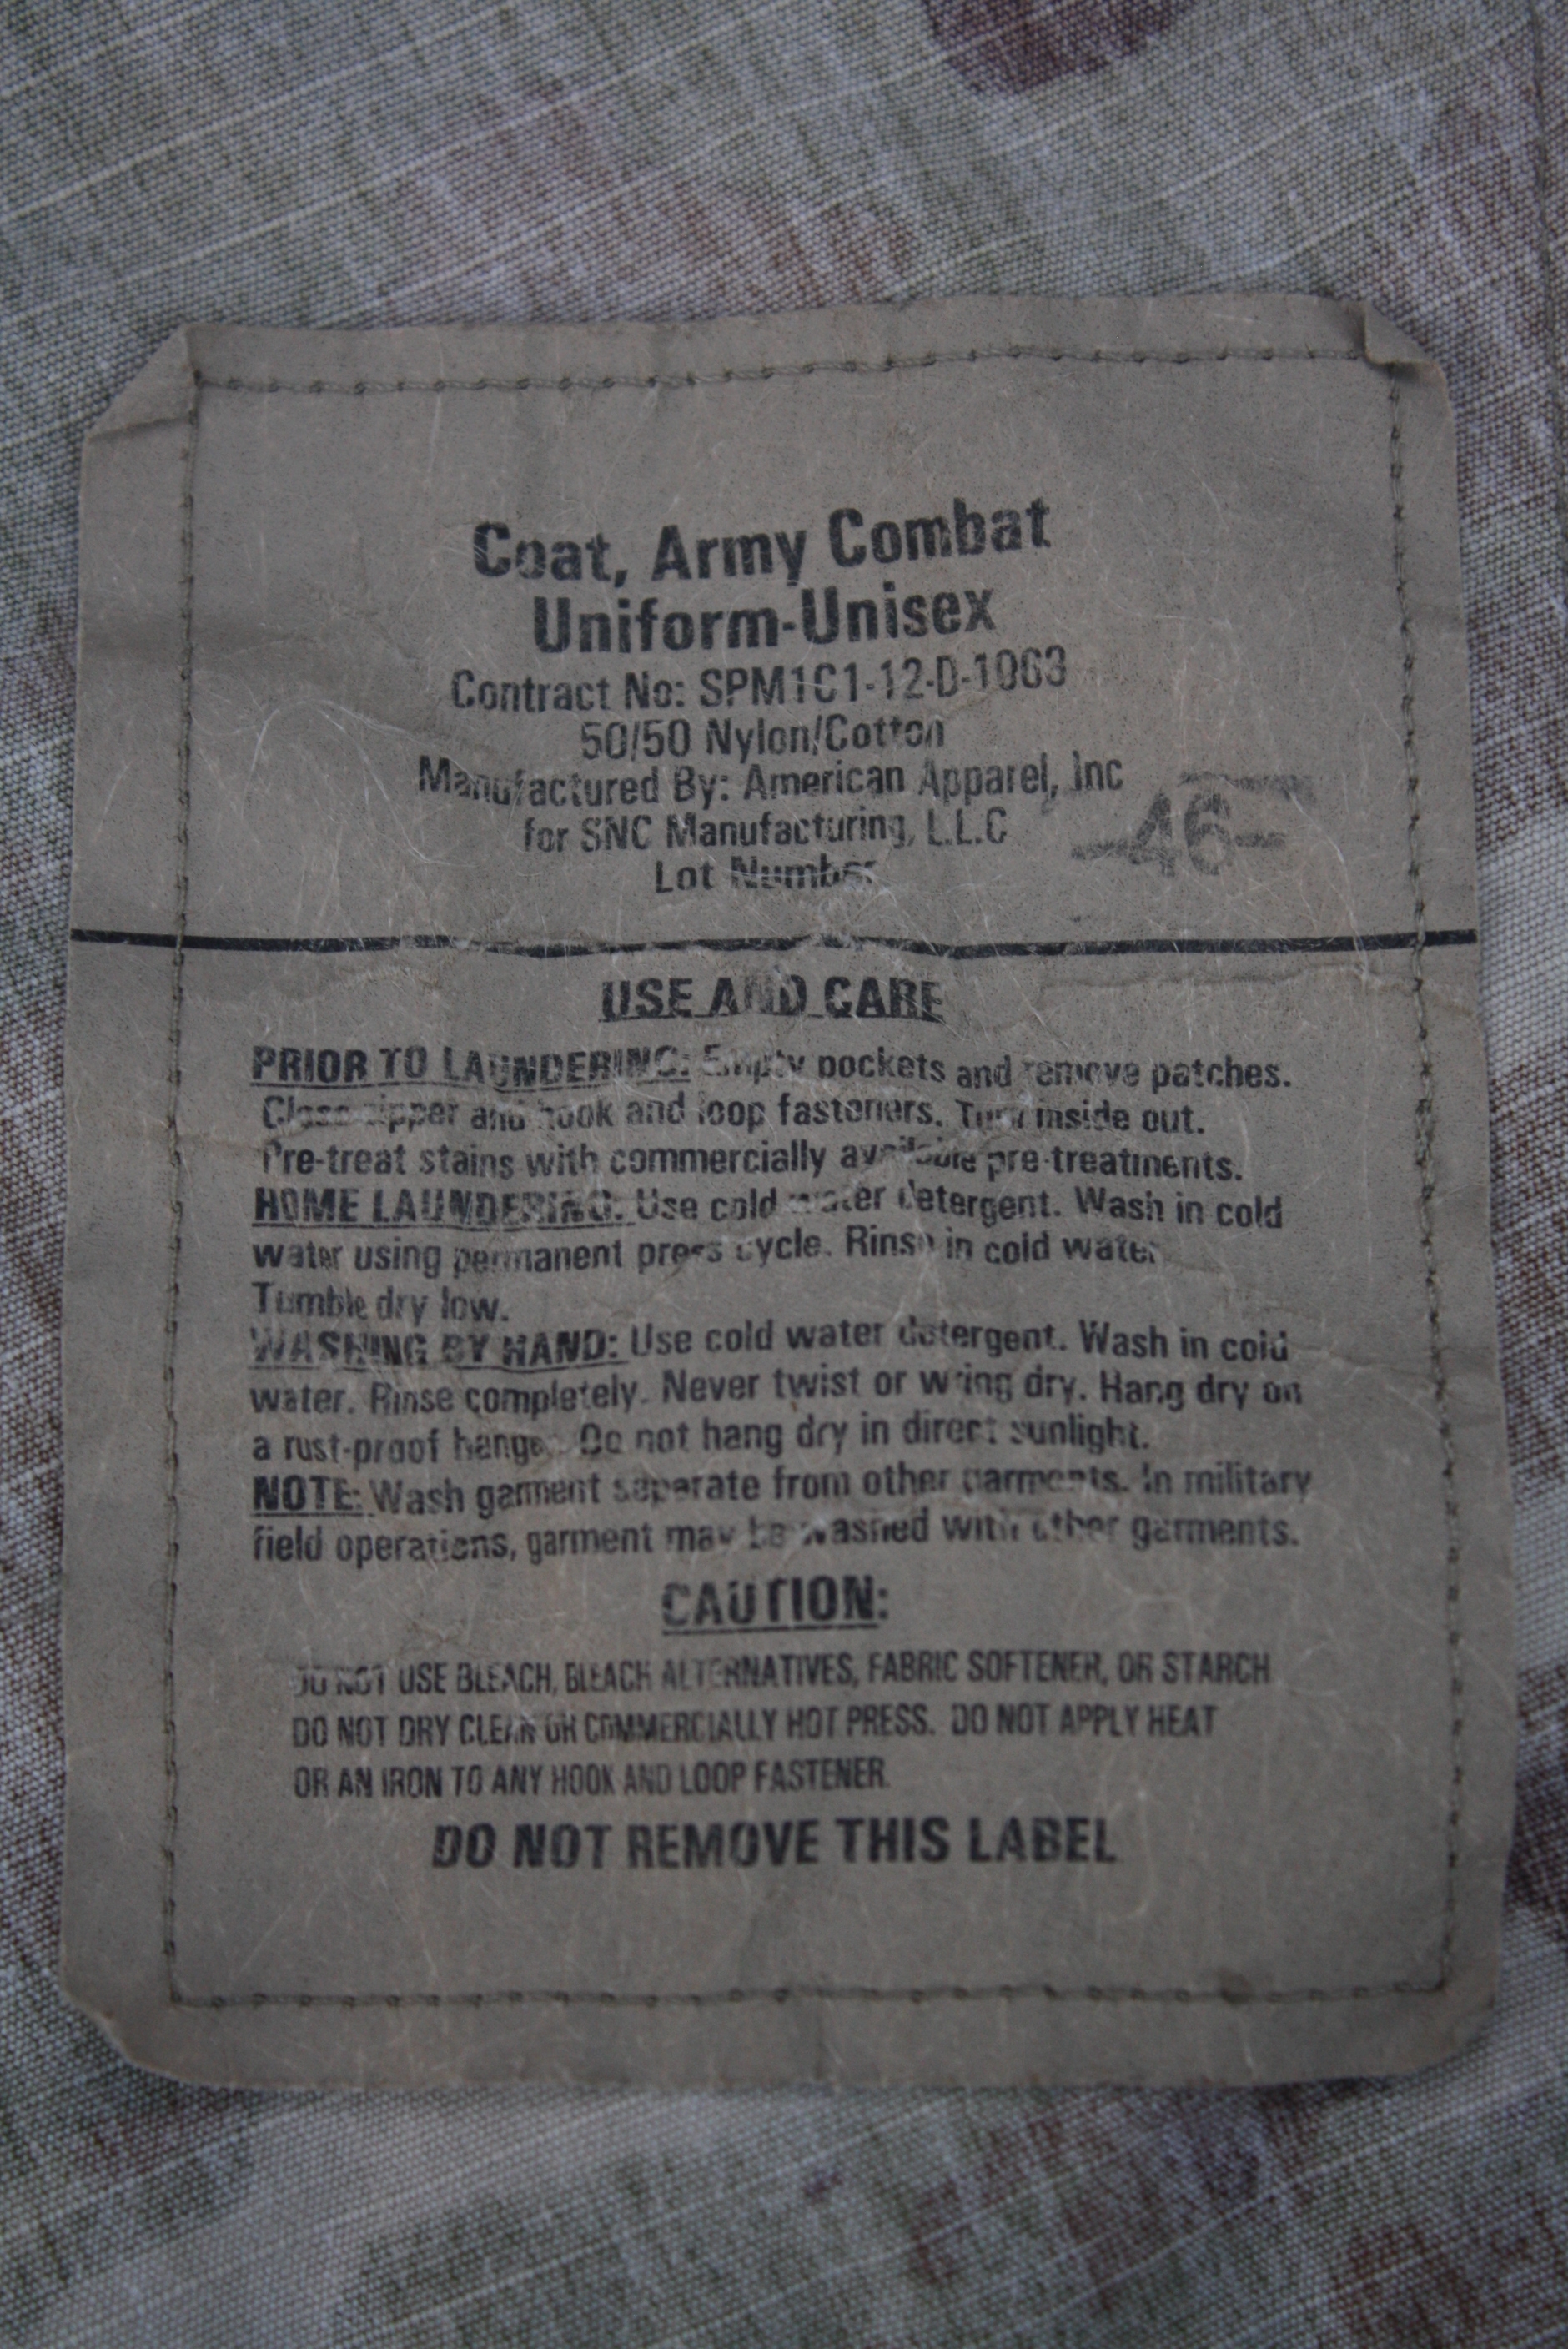 Coat, Army Combat
Uniform-Unisex
Contract No: SPM1C1-12-D-1063
50/50 Nylon/Cotton
Manufactured By: American Apparel, Inc
for SNC Manufacturing, L.L.C
-46-
Lot Number
USE AND CARE
PRIOR TO LAUNDERING: Empty pockets and remove patches.
Close zipper and hook and loop fasteners. Turn inside out.
Pre-treat stains with commercially available pre-treatments.
HOME LAUNDERING: Use cold water detergent. Wash in cold
water using permanent press cycle. Rinse in cold water
Tumble dry low.
WASHING BY HAND: Use cold water detergent. Wash in cold
water. Rinse completely. Never twist or wring dry. Hang dry on
a rust-proof hanger. Do not hang dry in direct sunlight.
NOTE: Wash garment separate from other garments. In military
field operations, garment may be washed with other garments.
CAUTION:
DO NOT USE BLEACH, BLEACH ALTERNATIVES, FABRIC SOFTENER, OR STARCH
DO NOT DRY CLEAN OR COMMERCIALLY HOT PRESS. DO NOT APPLY HEAT
OR AN IRON TO ANY HOOK AND LOOP FASTENER.
DO NOT REMOVE THIS LABEL